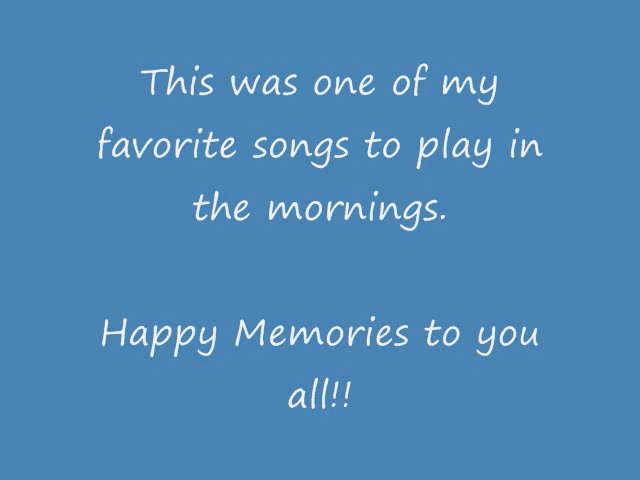 This was one of my
favorite songs to play in
the mornings.
Happy Memories to you
all!!